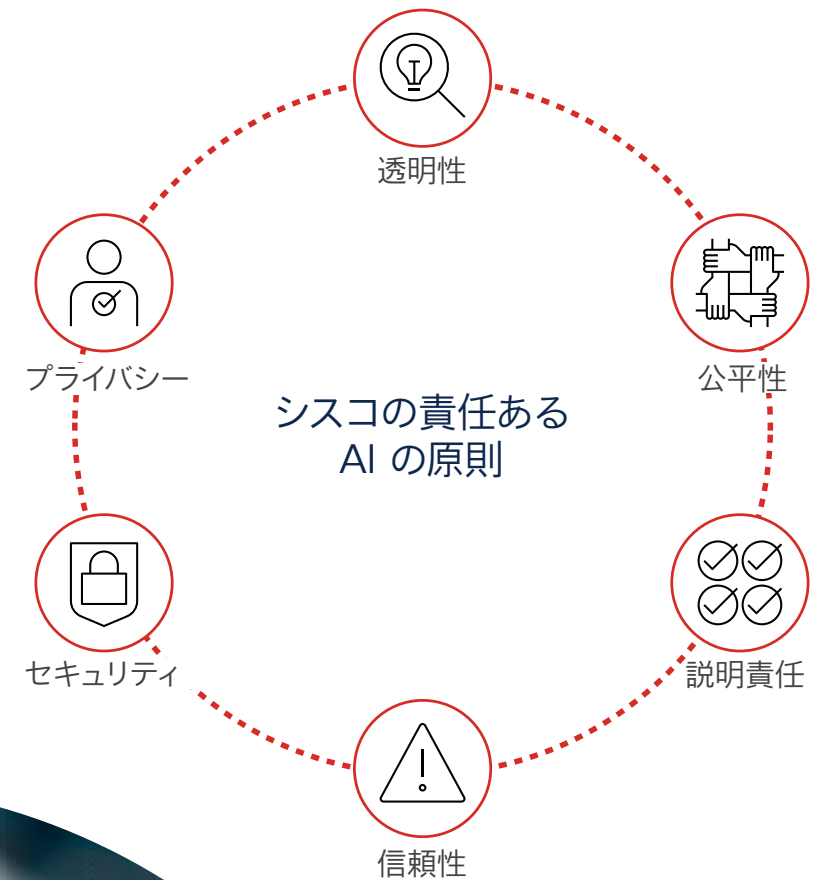 透明性
公平性
説明責任
信頼性
セキュリティ
プライバシー
シスコの責任ある
AI の原則